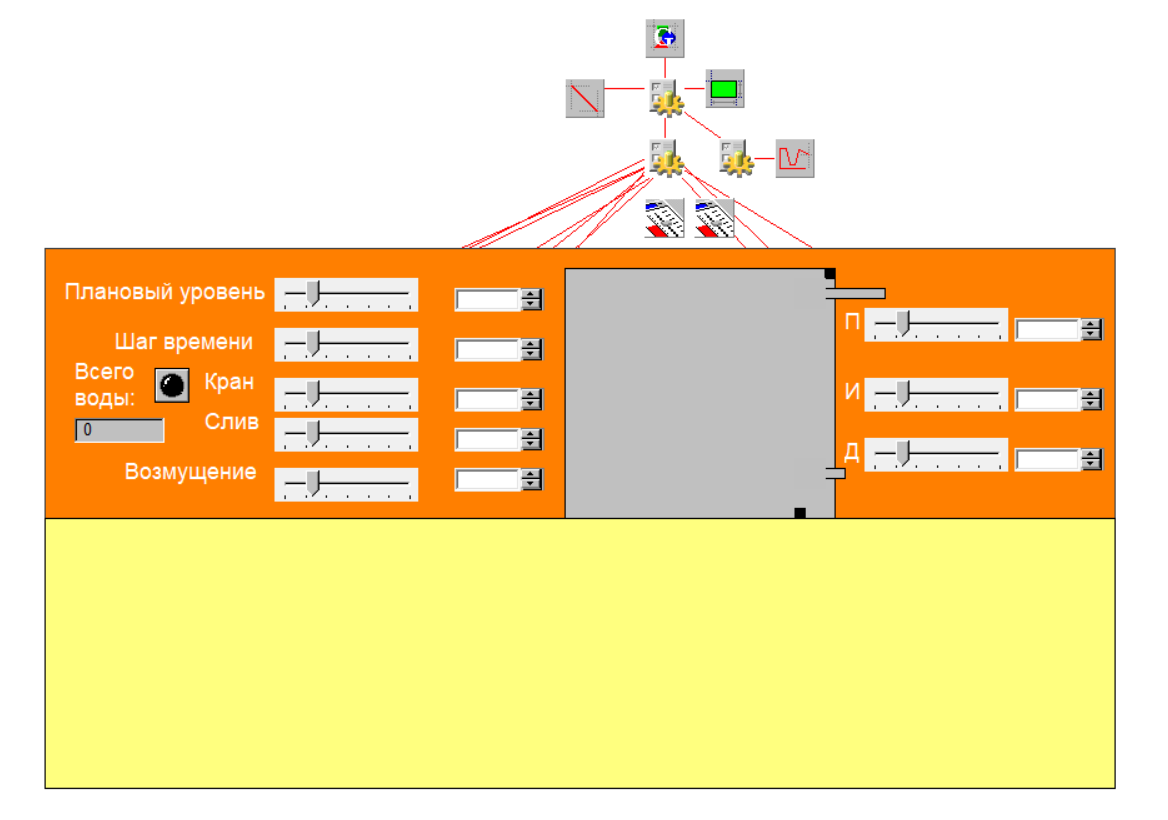 Плановый уровень
П
Шаг времени
Всего
воды:
Кран
И
0
Слив
Д
Возмущение